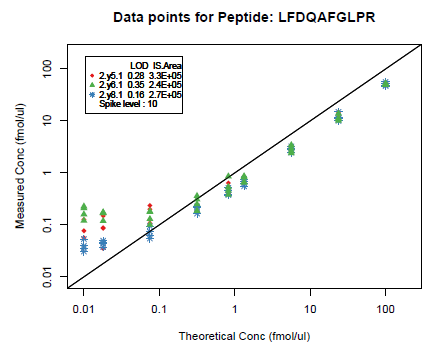 Data points for Peptide: LFDQAFGLPR
LOD IS.Area
2.y5.1 0.28 3.3E+05
2.y6.1 0.35 2.4E+05
2.y8.1 0.16 2.7E+05
Spike level : 10
Measured Conc (fmol/ul)
100
10
1
0.1
0.01
0.01 0.1 1 10 100
Theoretical Conc (fmol/ul)